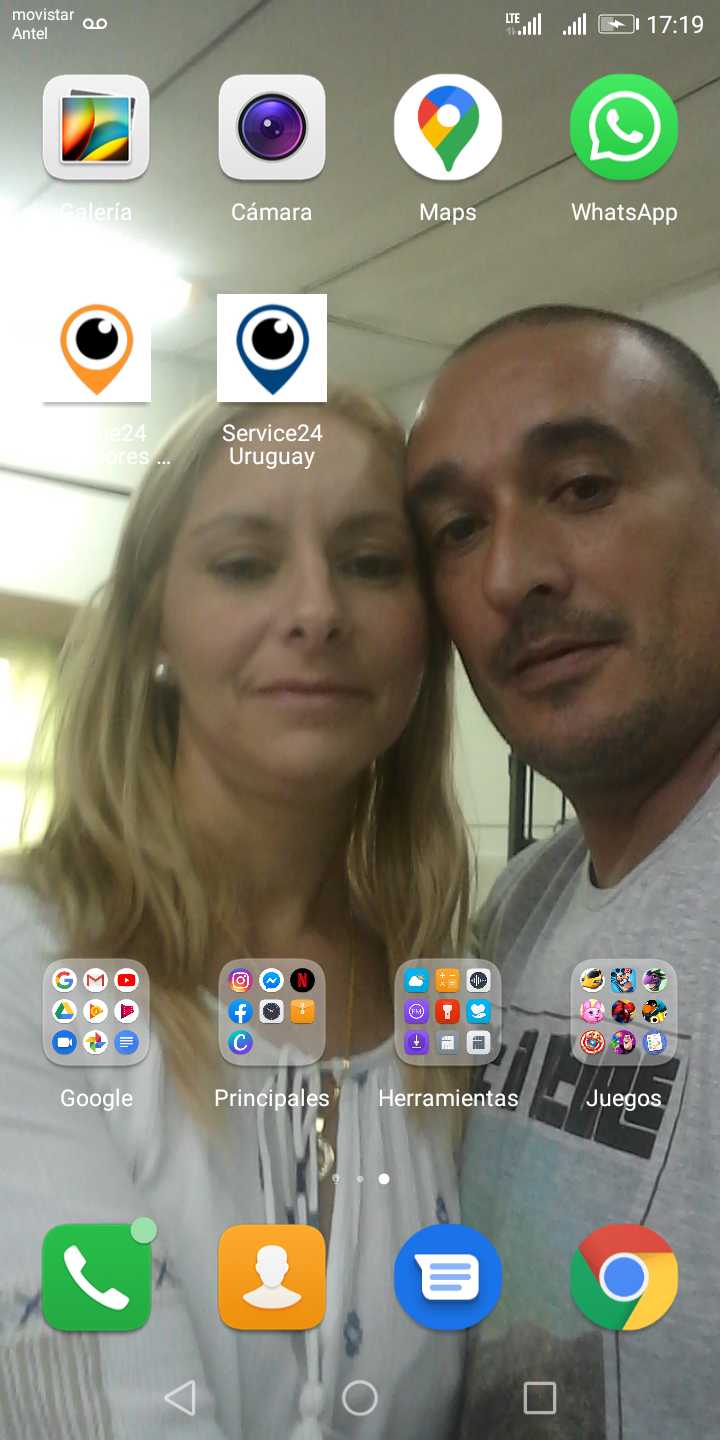 movistar
Antel
LTE
17:19
Galería
Cámara
Maps
WhatsApp
Service24
Uruguay
Google
Principales
Herramientas
Juegos